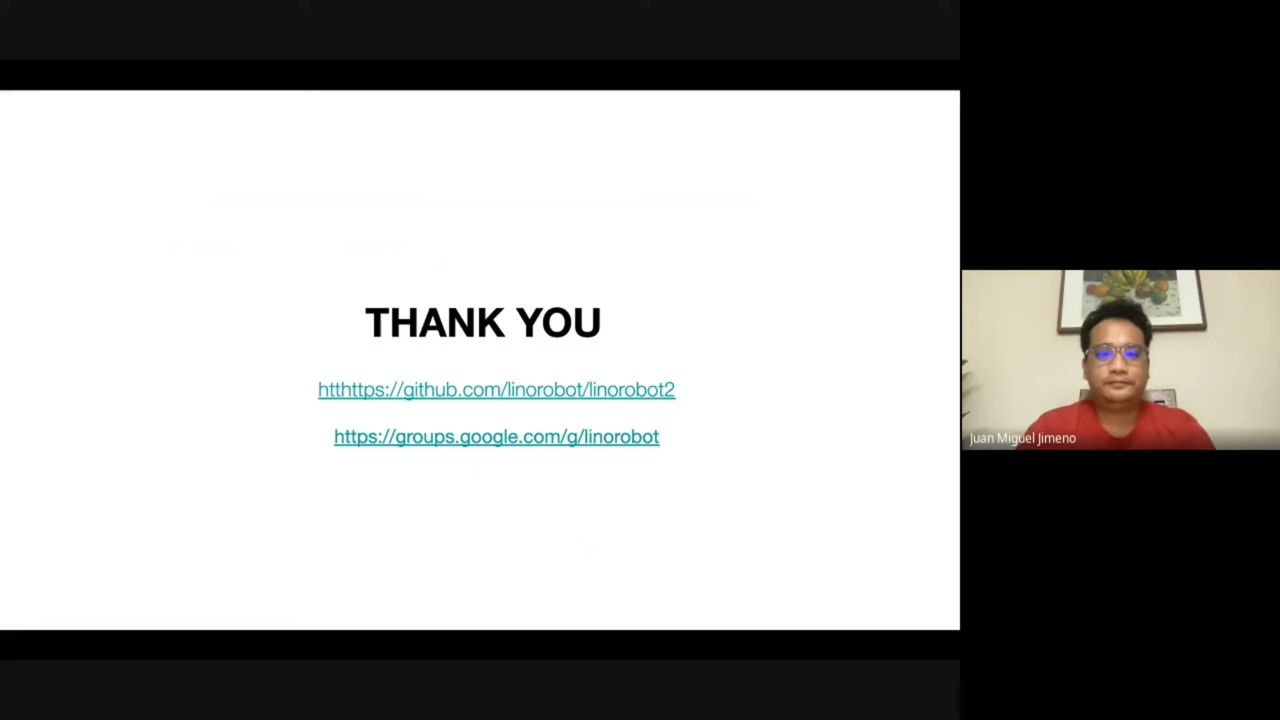 THANK YOU
htthttps://github.com/linorobot/linorobot2
https://groups.google.com/g/linorobot
Juan Miguel Jimeno